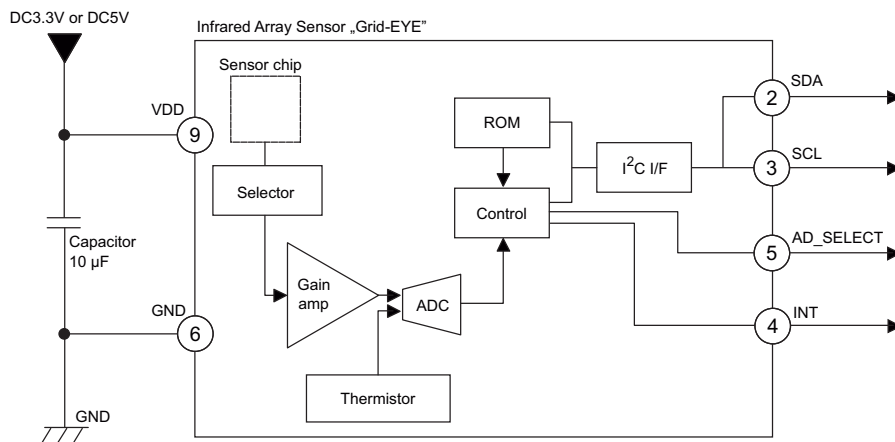 DC3.3V or DC5V
Infrared Array Sensor „Grid-EYE”
Sensor chip
SDA
2
VDD
9
ROM
I²C I/F
SCL
3
Selector
Control
AD_SELECT
5
Capacitor
10 µF
Gain
amp
ADC
GND
6
INT
4
Thermistor
GND